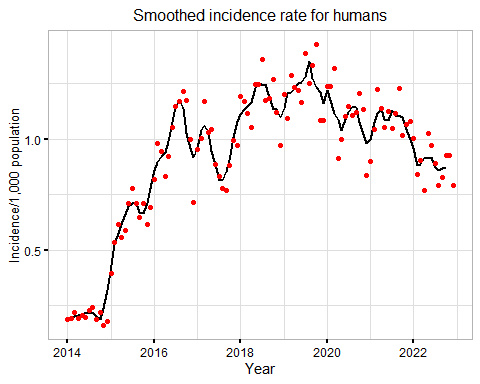 Smoothed incidence rate for humans
Incidence/1,000 population
1.0
0.5
2014 2016 2018 2020 2022
Year